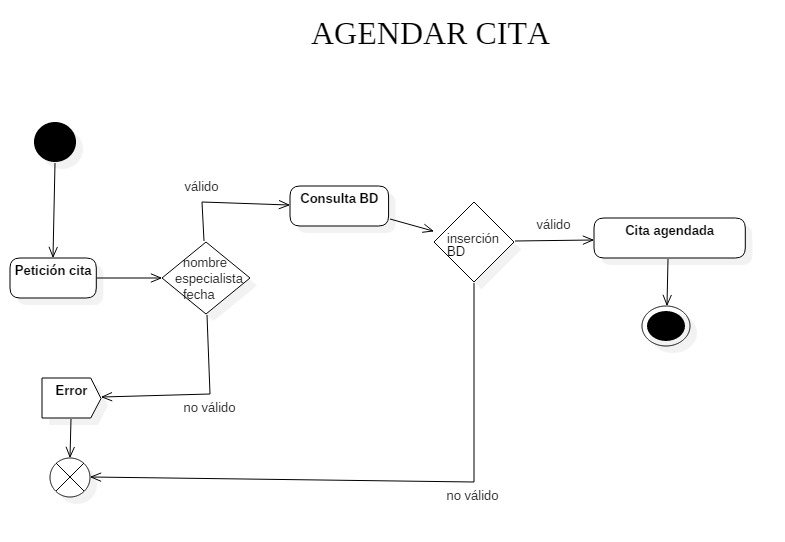 AGENDAR CITA
válido
Consulta BD
válido
Cita agendada
inserción
BD
Petición cita
nombre
especialista
fecha
Error
no válido
no válido